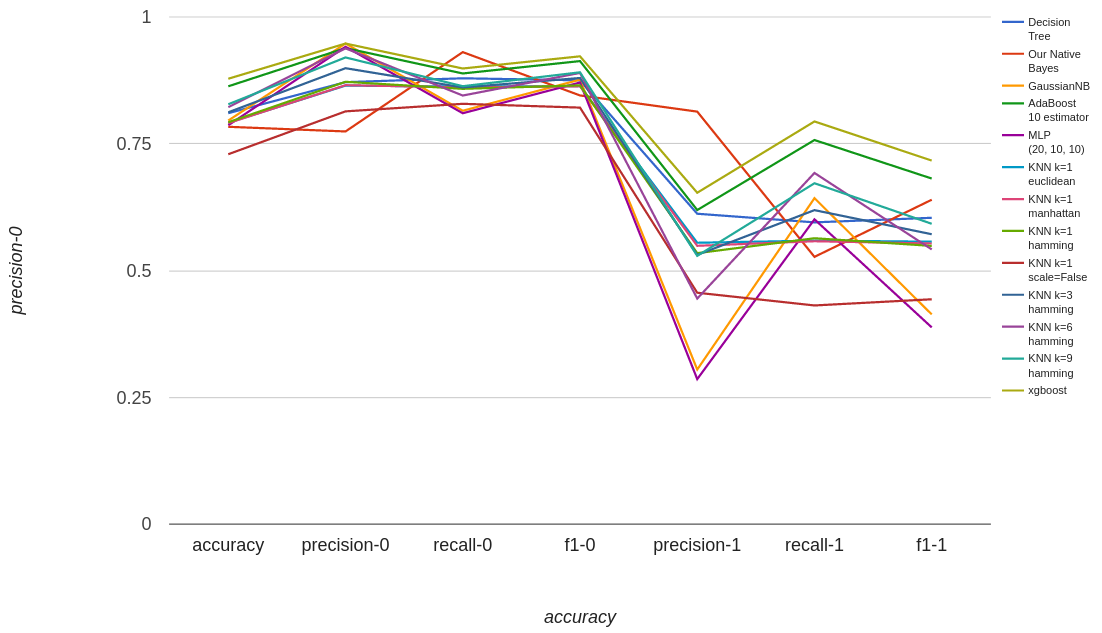 1
0.75
0.5
0.25
0
precision-0
accuracy precision-0 recall-0 f1-0 precision-1 recall-1 f1-1
accuracy
Decision
Tree
Our Native
Bayes
GaussianNB
AdaBoost
10 estimator
MLP
(20, 10, 10)
KNN k=1
euclidean
KNN k=1
manhattan
KNN k=1
hamming
KNN k=1
scale=False
KNN k=3
hamming
KNN k=6
hamming
KNN k=9
hamming
xgboost